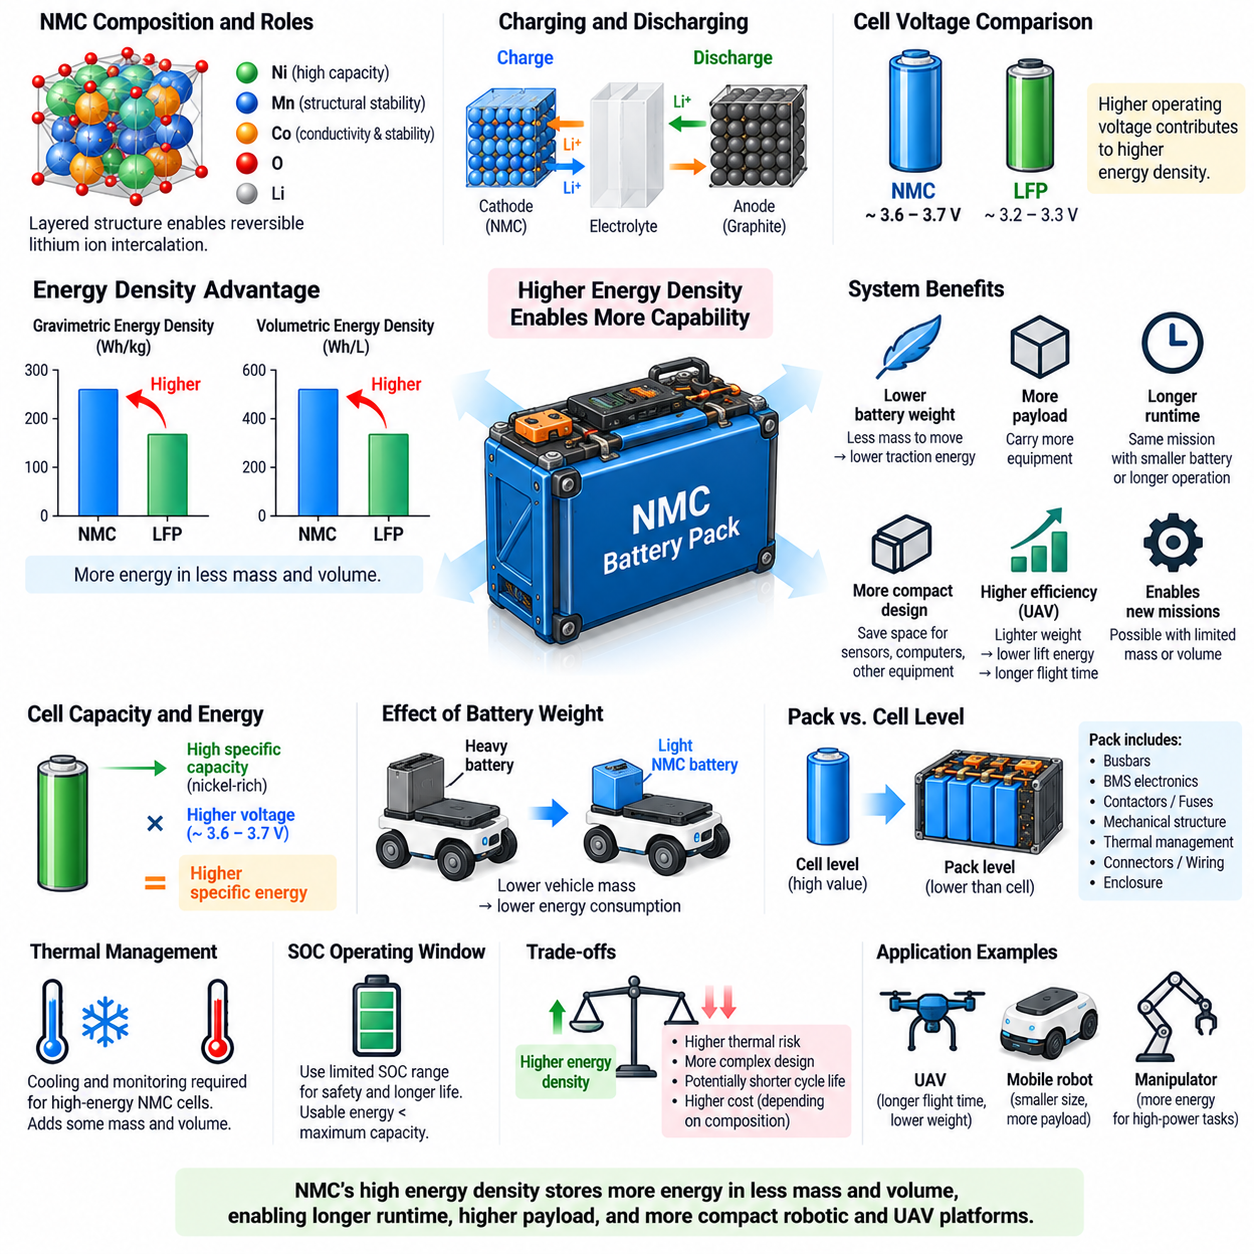 NMC Composition and Roles
Ni (high capacity)
Mn (structural stability)
Co (conductivity & stability)
O
Li
Layered structure enables reversible
lithium ion intercalation.
Charging and Discharging
Charge
Discharge
Li⁺
Li⁺
Li⁺
Cathode
(NMC)
Electrolyte
Anode
(Graphite)
Cell Voltage Comparison
NMC
~ 3.6 – 3.7 V
LFP
~ 3.2 – 3.3 V
Higher operating
voltage contributes
to higher
energy density.
Energy Density Advantage
Gravimetric Energy Density
(Wh/kg)
300
200
100
0
Higher
NMC
LFP
Volumetric Energy Density
(Wh/L)
600
400
200
0
Higher
NMC
LFP
More energy in less mass and volume.
Higher Energy Density
Enables More Capability
NMC
Battery Pack
System Benefits
Lower
battery weight
Less mass to move
→ lower traction energy
More
payload
Carry more
equipment
Longer
runtime
Same mission
with smaller battery
or longer operation
More compact
design
Save space for
sensors, computers,
other equipment
Higher efficiency
(UAV)
Lighter weight
→ lower lift energy
→ longer flight time
Enables
new missions
Possible with limited
mass or volume
Cell Capacity and Energy
High specific
capacity
(nickel-rich)
×
Higher voltage
(~ 3.6 – 3.7 V)
=
Higher
specific energy
Effect of Battery Weight
Heavy
battery
Light
NMC battery
Lower vehicle mass
→ lower energy consumption
Pack vs. Cell Level
Cell level
(high value)
Pack level
(lower than cell)
Pack includes:
• Busbars
• BMS electronics
• Contactors / Fuses
• Mechanical structure
• Thermal management
• Connectors / Wiring
• Enclosure
Thermal Management
Cooling and monitoring required
for high-energy NMC cells.
Adds some mass and volume.
SOC Operating Window
Use limited SOC range
for safety and longer life.
Usable energy <
maximum capacity.
Trade-offs
Higher energy
density
• Higher thermal risk
• More complex design
• Potentially shorter cycle life
• Higher cost (depending
on composition)
Application Examples
UAV
(longer flight time,
lower weight)
Mobile robot
(smaller size,
more payload)
Manipulator
(more energy
for high-power tasks)
NMC's high energy density stores more energy in less mass and volume,
enabling longer runtime, higher payload, and more compact robotic and UAV platforms.